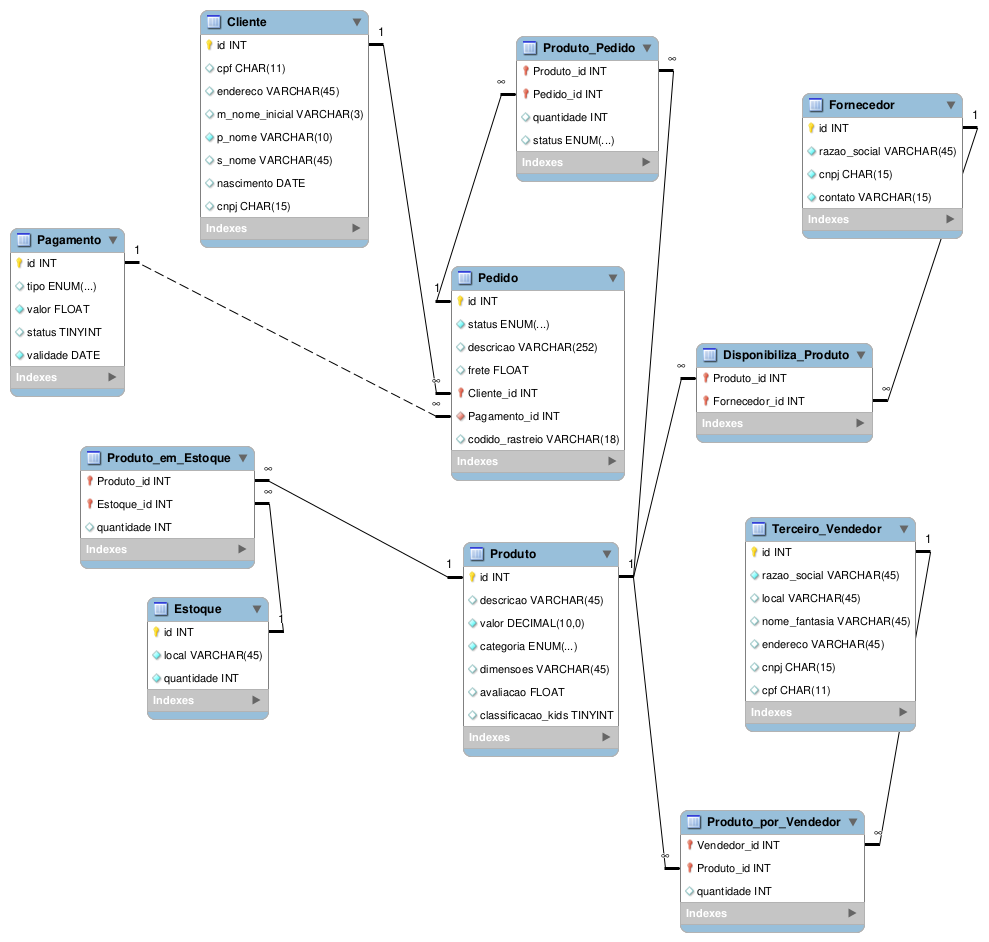 Cliente
id INT
cpf CHAR(11)
endereco VARCHAR(45)
m_nome_inicial VARCHAR(3)
p_nome VARCHAR(10)
s_nome VARCHAR(45)
nascimento DATE
cnpj CHAR(15)
Indexes
1
Produto_Pedido
Produto_id INT
Pedido_id INT
quantidade INT
status ENUM(...)
Indexes
∞
∞
Fornecedor
id INT
razao_social VARCHAR(45)
cnpj CHAR(15)
contato VARCHAR(15)
Indexes
1
Pagamento
id INT
tipo ENUM(...)
valor FLOAT
status TINYINT
validade DATE
Indexes
1
Pedido
id INT
status ENUM(...)
descricao VARCHAR(252)
frete FLOAT
Cliente_id INT
Pagamento_id INT
codido_rastreio VARCHAR(18)
Indexes
1
∞
∞
Disponibiliza_Produto
Produto_id INT
Fornecedor_id INT
Indexes
∞
∞
Produto_em_Estoque
Produto_id INT
Estoque_id INT
quantidade INT
Indexes
∞
∞
Estoque
id INT
local VARCHAR(45)
quantidade INT
Indexes
1
Produto
id INT
descricao VARCHAR(45)
valor DECIMAL(10,0)
categoria ENUM(...)
dimensoes VARCHAR(45)
avaliacao FLOAT
classificacao_kids TINYINT
Indexes
1
1
Terceiro_Vendedor
id INT
razao_social VARCHAR(45)
local VARCHAR(45)
nome_fantasia VARCHAR(45)
endereco VARCHAR(45)
cnpj CHAR(15)
cpf CHAR(11)
Indexes
1
Produto_por_Vendedor
Vendedor_id INT
Produto_id INT
quantidade INT
Indexes
∞
∞